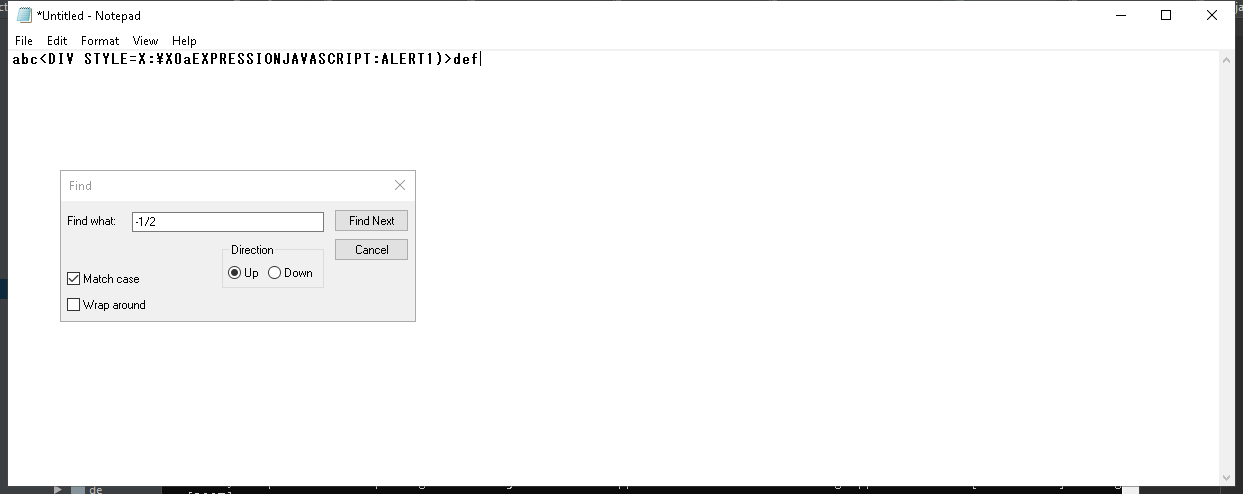 *Untitled - Notepad
File Edit Format View Help
abc<DIV STYLE=X:¥X0aEXPRESSIONJAVASCRIPT:ALERT1)>def
Find
Find what: -1/2 Find Next
Direction Cancel
Up Down
Match case
Wrap around
de